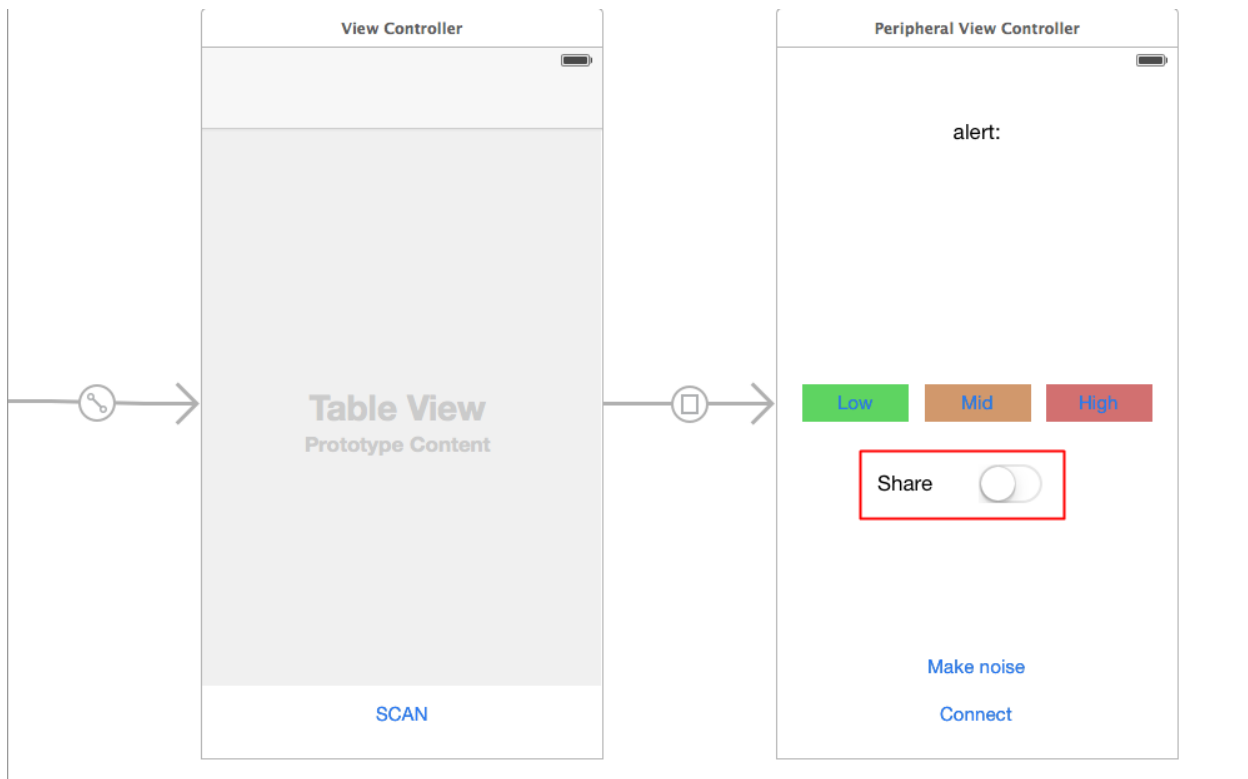 View Controller
Table View
Prototype Content
SCAN
Peripheral View Controller
alert:
Low Mid High
Share
Make noise
Connect